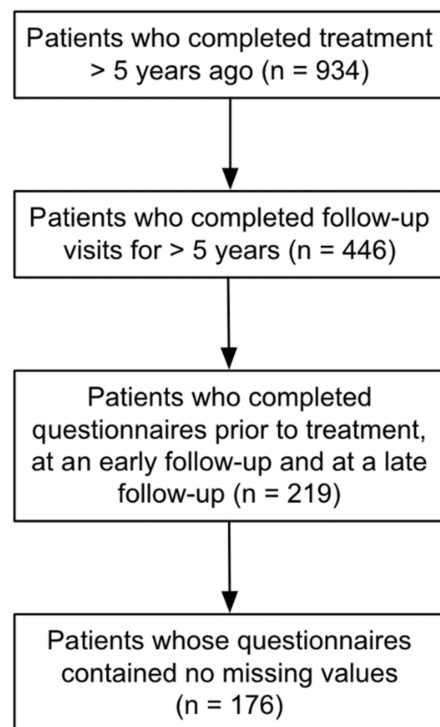 Patients who completed treatment
> 5 years ago (n = 934)
Patients who completed follow-up
visits for > 5 years (n = 446)
Patients who completed
questionnaires prior to treatment,
at an early follow-up and at a late
follow-up (n = 219)
Patients whose questionnaires
contained no missing values
(n = 176)